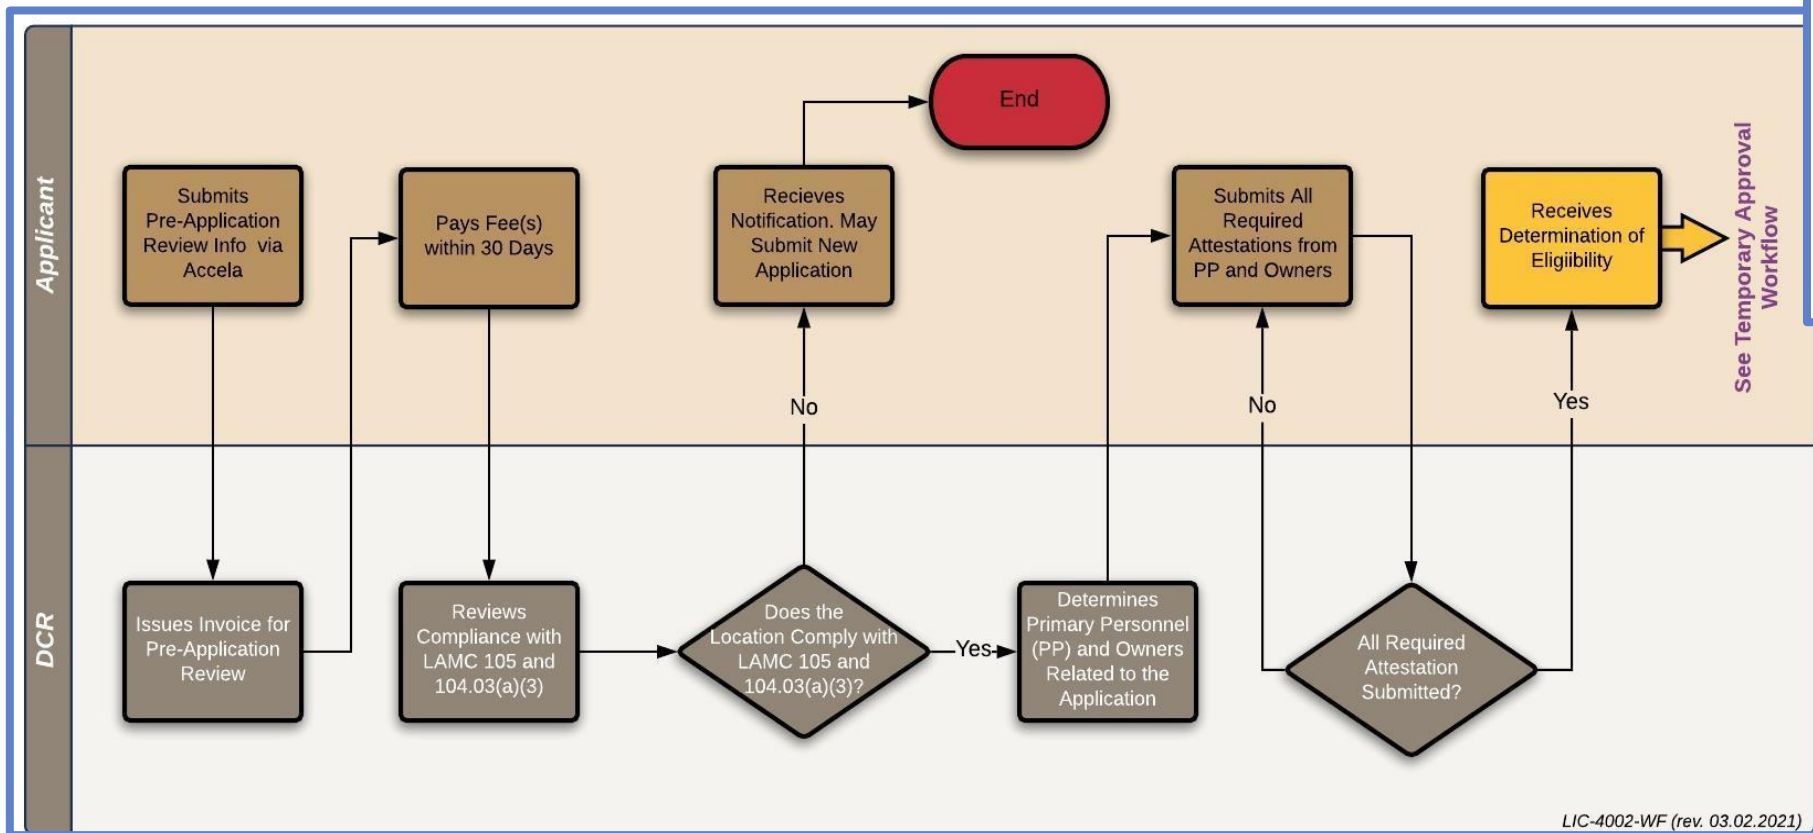 Applicant
Submits
Pre-Application
Review Info via
Accela
Pays Fee(s)
within 30 Days
Recieves
Notification. May
Submit New
Application
End
Submits All
Required
Attestations from
PP and Owners
Receives
Determination of
Eligiibility
See Temporary Approval
Workflow
No
No
Yes
DCR
Issues Invoice for
Pre-Application
Review
Reviews
Compliance with
LAMC 105 and
104.03(a)(3)
Does the
Location Comply with
LAMC 105 and
104.03(a)(3)?
Yes
Determines
Primary Personnel
(PP) and Owners
Related to the
Application
All Required
Attestation
Submitted?
LIC-4002-WF (rev. 03.02.2021)